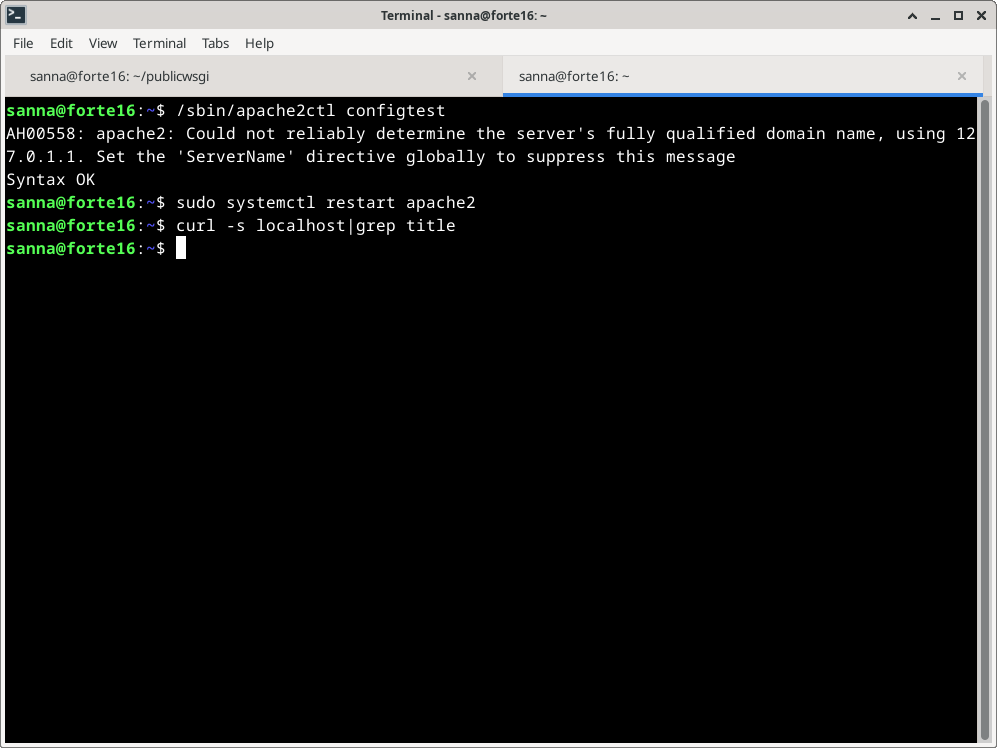 Terminal - sanna@forte16: ~
File Edit View Terminal Tabs Help
sanna@forte16: ~/publicwsgi
sanna@forte16: ~
sanna@forte16:~$ /sbin/apache2ctl configtest
AH00558: apache2: Could not reliably determine the server's fully qualified domain name, using 12
7.0.1.1. Set the 'ServerName' directive globally to suppress this message
Syntax OK
sanna@forte16:~$ sudo systemctl restart apache2
sanna@forte16:~$ curl -s localhost|grep title
sanna@forte16:~$